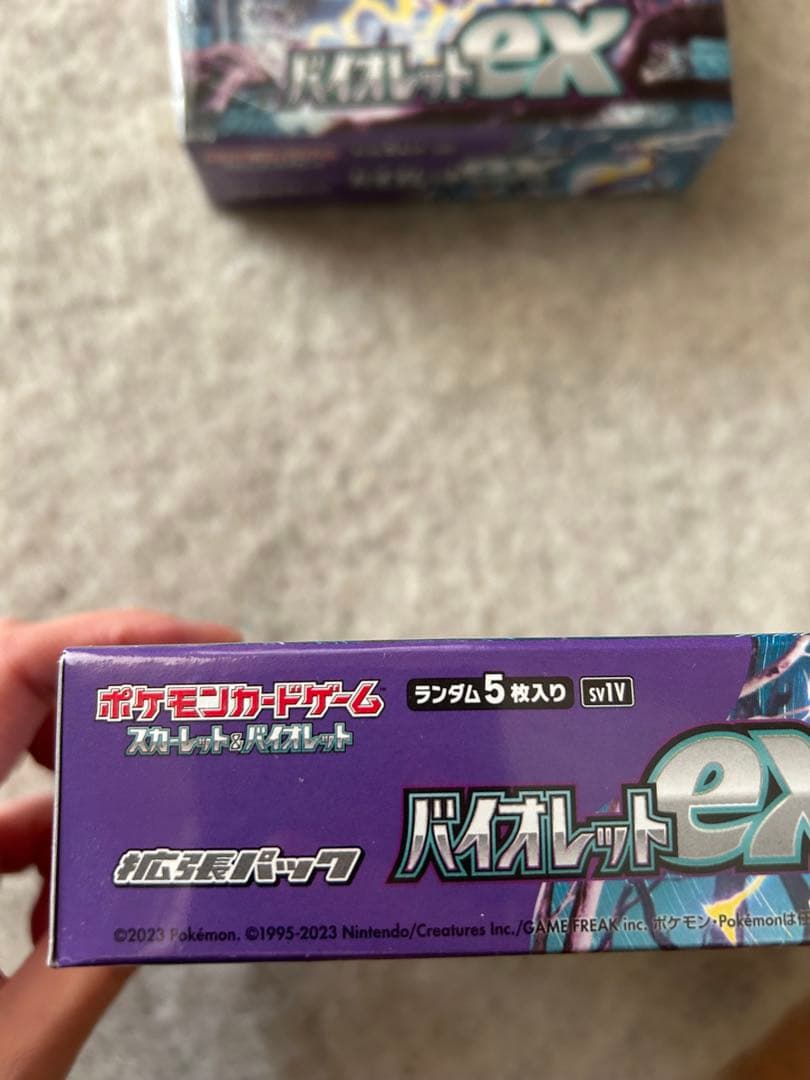 バイオレットex
ポケモンカードゲーム™
スカーレット&バイオレット
ランダム5枚入り
SV1V
拡張パック
バイオレットex
©2023 Pokémon. ©1995-2023 Nintendo/Creatures Inc./GAME FREAK inc. ポケモン・Pokémonは任